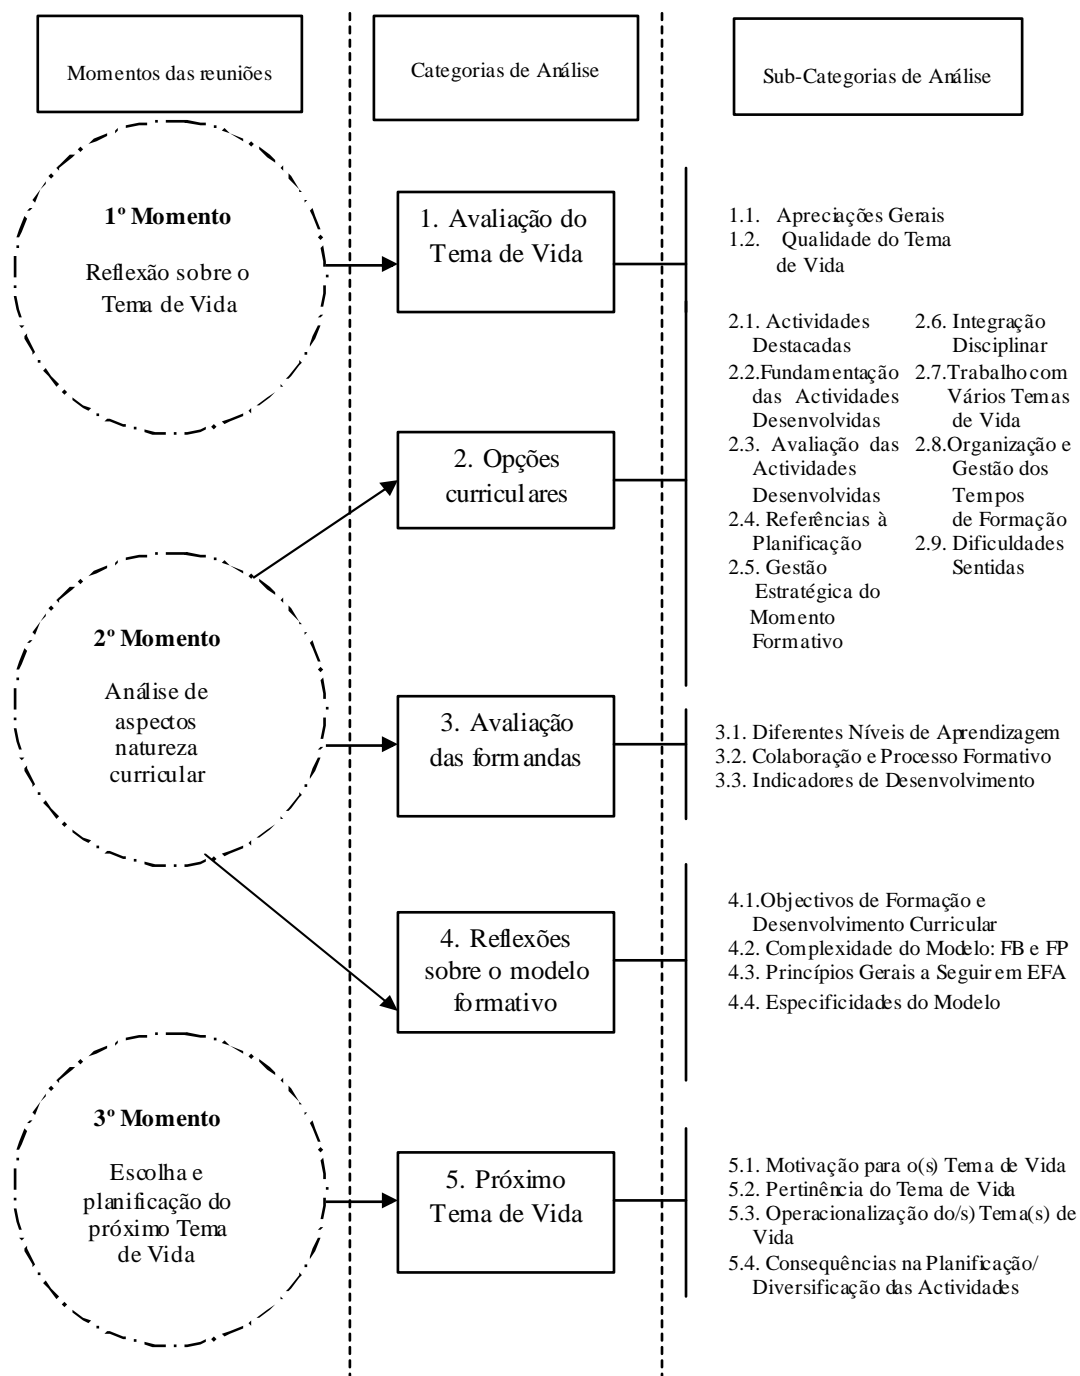 Momentos das reuniões
Categorias de Análise
Sub-Categorias de Análise
1º Momento
Reflexão sobre o
Tema de Vida
1. Avaliação do
Tema de Vida
1.1. Apreciações Gerais
1.2. Qualidade do Tema
de Vida
2. Opções
curriculares
2.1. Actividades
Destacadas
2.2.Fundamentação
das Actividades
Desenvolvidas
2.3. Avaliação das
Actividades
Desenvolvidas
2.4. Referências à
Planificação
2.5. Gestão
Estratégica do
Momento
Formativo
2.6. Integração
Disciplinar
2.7.Trabalho com
Vários Temas
de Vida
2.8.Organização e
Gestão dos
Tempos
de Formação
2.9. Dificuldades
Sentidas
2º Momento
Análise de
aspectos
natureza
curricular
3. Avaliação
das formandas
3.1. Diferentes Níveis de Aprendizagem
3.2. Colaboração e Processo Formativo
3.3. Indicadores de Desenvolvimento
4. Reflexões
sobre o modelo
formativo
4.1.Objectivos de Formação e
Desenvolvimento Curricular
4.2. Complexidade do Modelo: FB e FP
4.3. Princípios Gerais a Seguir em EFA
4.4. Especificidades do Modelo
3º Momento
Escolha e
planificação do
próximo Tema
de Vida
5. Próximo
Tema de Vida
5.1. Motivação para o(s) Tema de Vida
5.2. Pertinência do Tema de Vida
5.3. Operacionalização do/s) Tema(s) de
Vida
5.4. Consequências na Planificação/
Diversificação das Actividades